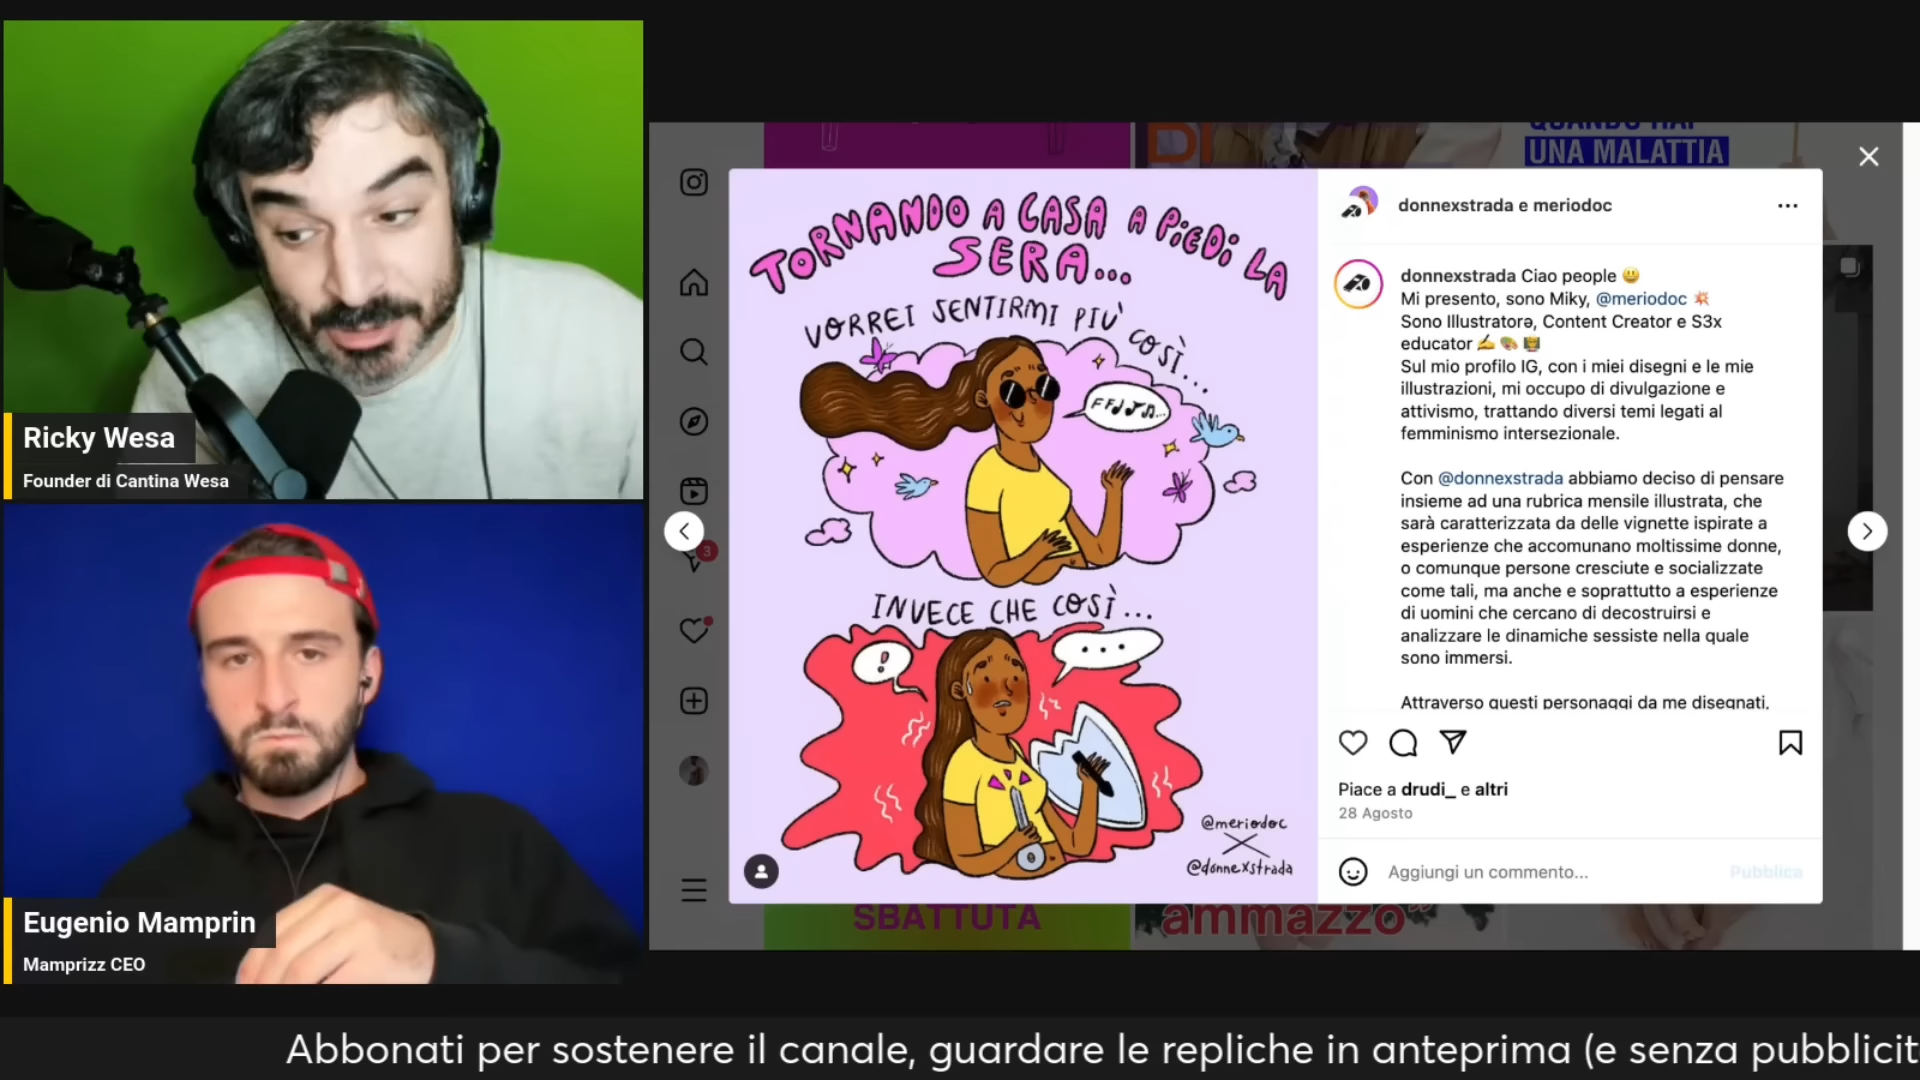 Ricky Wesa
Founder di Cantina Wesa
Eugenio Mamprin
Mamprizz CEO
UNA MALATTIA
3
TORNANDO A CASA A PIEDI LA
SERA...
VORREI SENTIRMI PIÙ COSÌ...
INVECE CHE COSÌ...
!
...
@meriodoc
X
@donnexstrada
SBATTUTA
ammazzo"
donnexstrada e meriodoc
donnexstrada Ciao people 😃
Mi presento, sono Miky, @meriodoc 💥
Sono Illustratorə, Content Creator e S3x
educator ✍️ 🎨 👩‍🏫
Sul mio profilo IG, con i miei disegni e le mie
illustrazioni, mi occupo di divulgazione e
attivismo, trattando diversi temi legati al
femminismo intersezionale.
Con @donnexstrada abbiamo deciso di pensare
insieme ad una rubrica mensile illustrata, che
sarà caratterizzata da delle vignette ispirate a
esperienze che accomunano moltissime donne,
o comunque persone cresciute e socializzate
come tali, ma anche e soprattutto a esperienze
di uomini che cercano di decostruirsi e
analizzare le dinamiche sessiste nella quale
sono immersi.
Attraverso questi personaggi da me disegnati,
Piace a drudi_ e altri
28 Agosto
Aggiungi un commento...
Pubblica
Abbonati per sostenere il canale, guardare le repliche in anteprima (e senza pubblicit